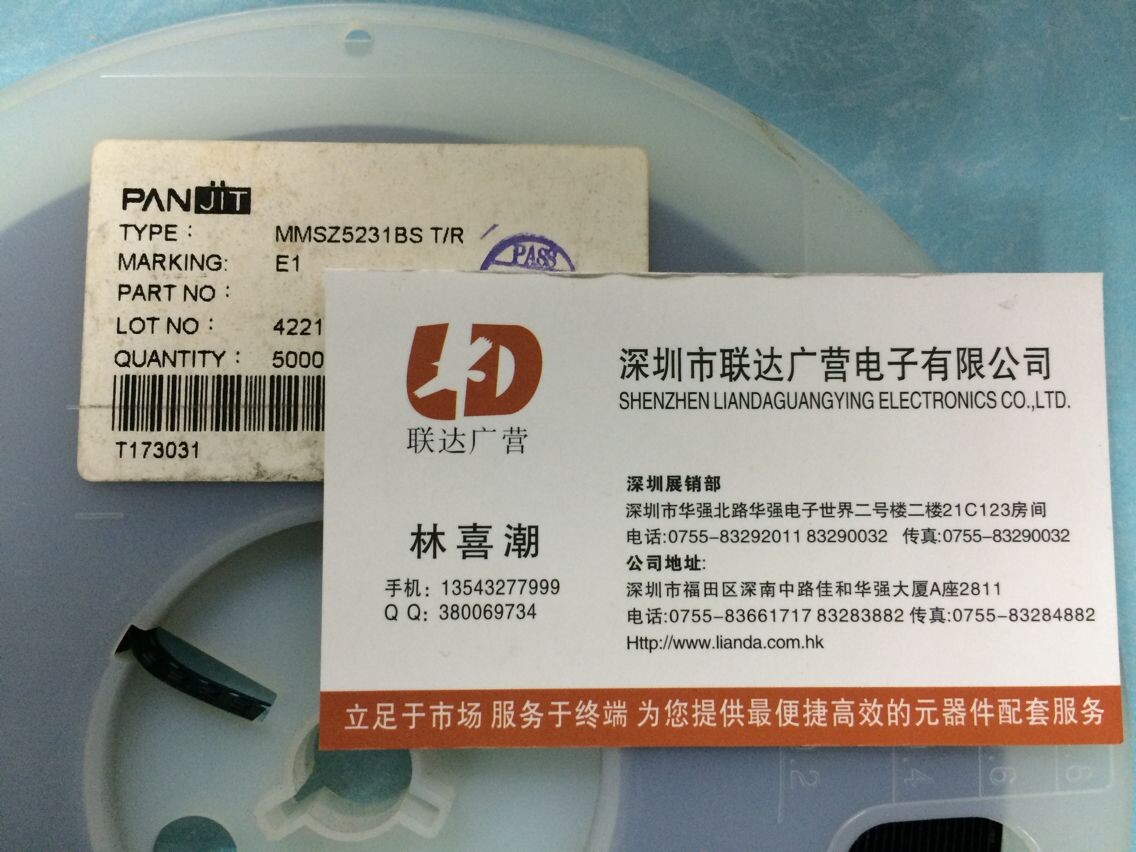 PANJIT
TYPE： MMSZ5231BS T/R
MARKING: E1
PART NO：
LOT NO： 4221
QUANTITY： 5000
T173031
PASS
LD
联达广营
深圳市联达广营电子有限公司
SHENZHEN LIANDAGUANGYING ELECTRONICS CO.,LTD.
林喜潮
手机：13543277999
Q Q：380069734
深圳展销部
深圳市华强北路华强电子世界二号楼二楼21C123房间
电话:0755-83292011 83290032 传真:0755-83290032
公司地址:
深圳市福田区深南中路佳和华强大厦A座2811
电话:0755-83661717 83283882 传真:0755-83284882
Http://www.lianda.com.hk
立足于市场 服务于终端 为您提供最便捷高效的元器件配套服务
.2
.4
.6
.8